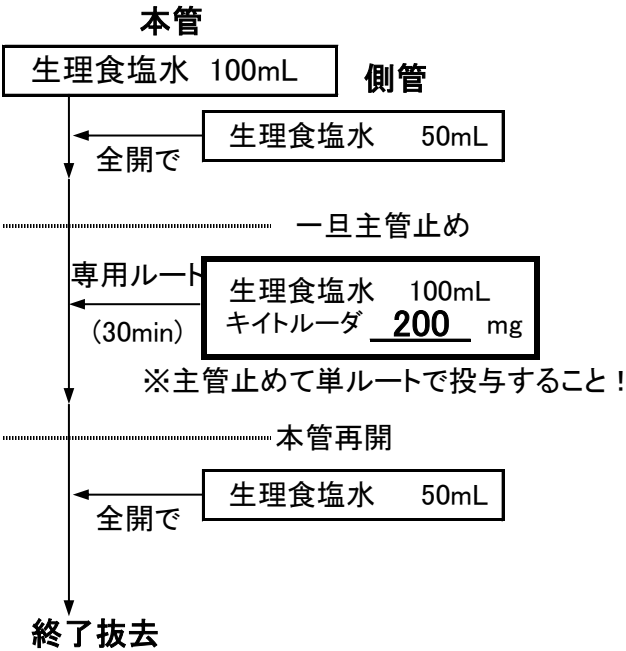 本管
生理食塩水 100mL
側管
生理食塩水 50mL
全開で
一旦主管止め
専用ルート
生理食塩水 100mL
(30min)
キイトルーダ 200 mg
※主管止めて単ルートで投与すること！
本管再開
生理食塩水 50mL
全開で
終了抜去